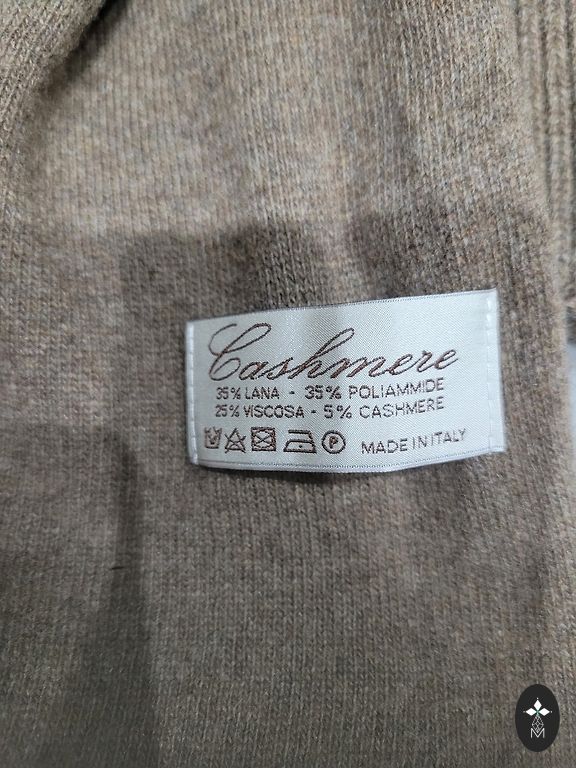 Cashmere
35% LANA - 35% POLIAMMIDE
25% VISCOSA - 5% CASHMERE
P MADE IN ITALY
M